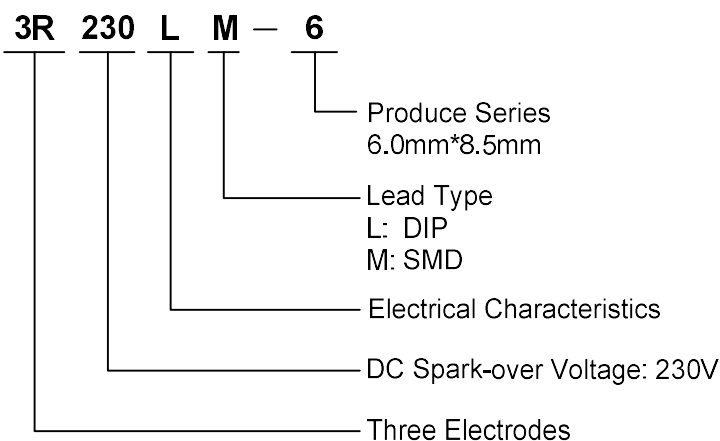 3R 230 L M - 6
Produce Series
6.0mm*8.5mm
Lead Type
L: DIP
M: SMD
Electrical Characteristics
DC Spark-over Voltage: 230V
Three Electrodes